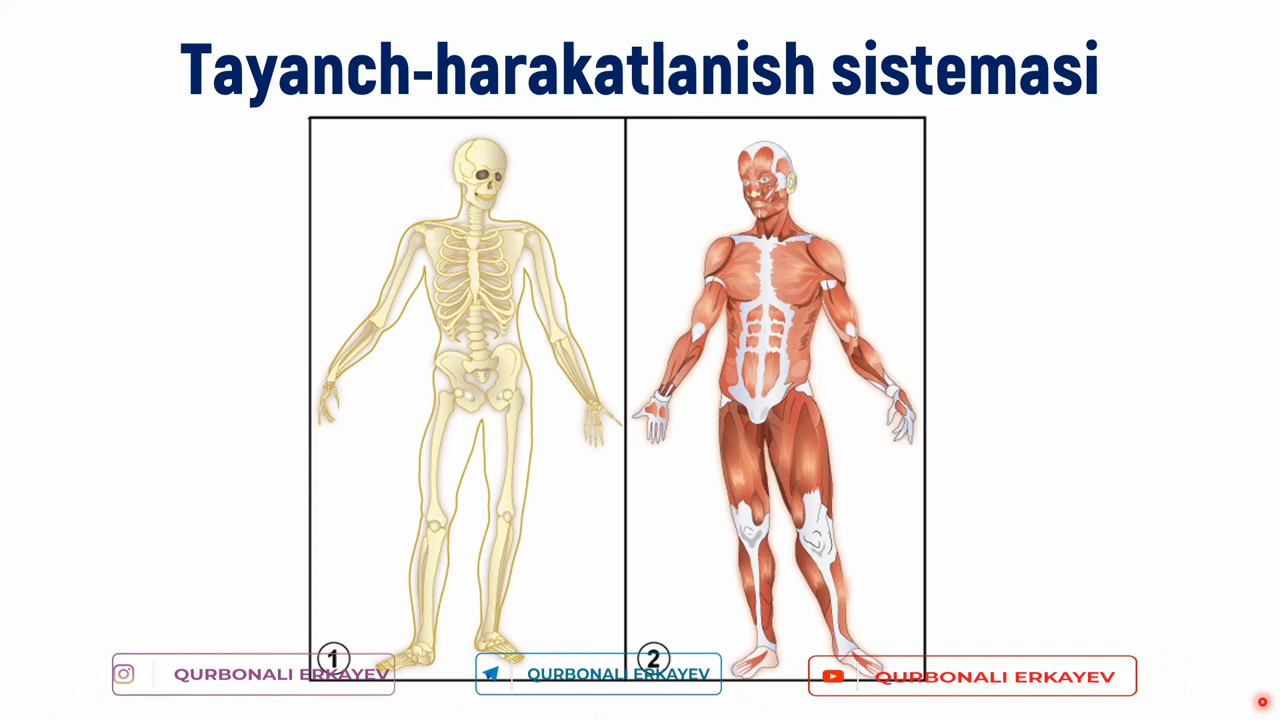 Tayanch-harakatlanish sistemasi
1
2
QURBONALI ERKAYEV
QURBONALI ERKAYEV
QURBONALI ERKAYEV